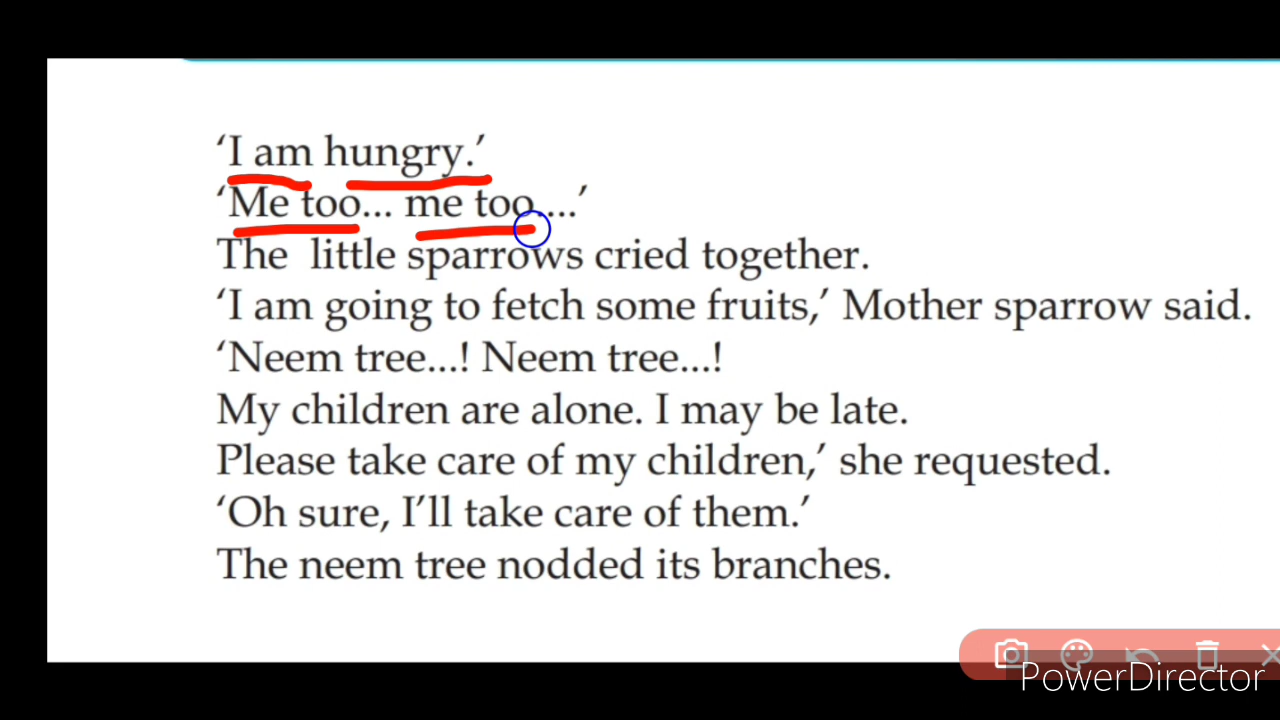 ‘I am hungry.’
‘Me too... me too....’
The little sparrows cried together.
‘I am going to fetch some fruits,’ Mother sparrow said.
‘Neem tree...! Neem tree...!
My children are alone. I may be late.
Please take care of my children,’ she requested.
‘Oh sure, I’ll take care of them.’
The neem tree nodded its branches.
PowerDirector